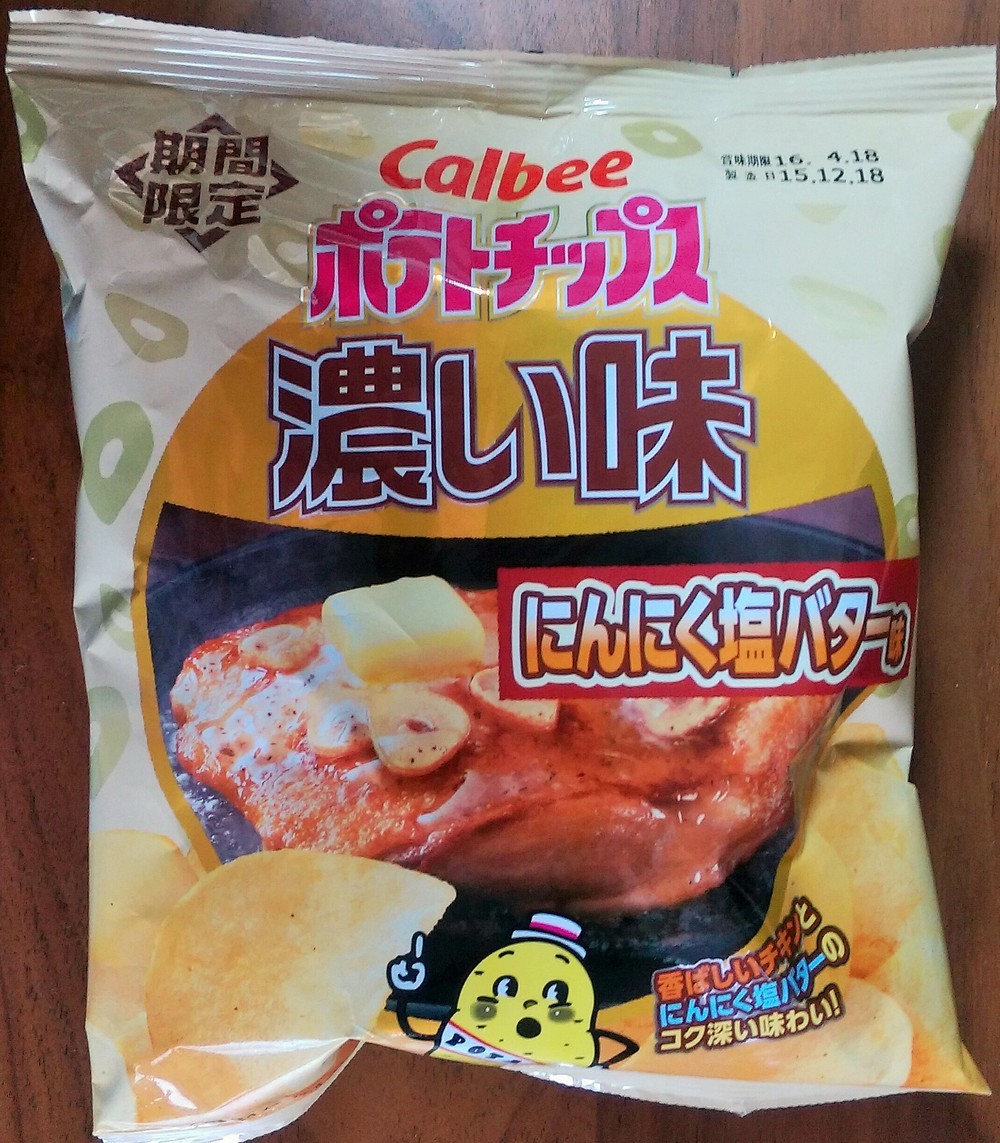 期間
限定
Calbee
賞味期限16. 4.18
製造日15.12.18
ポテトチップス
濃い味
にんにく塩バター味
香ばしいチキンと
にんにく塩バターの
コク深い味わい!